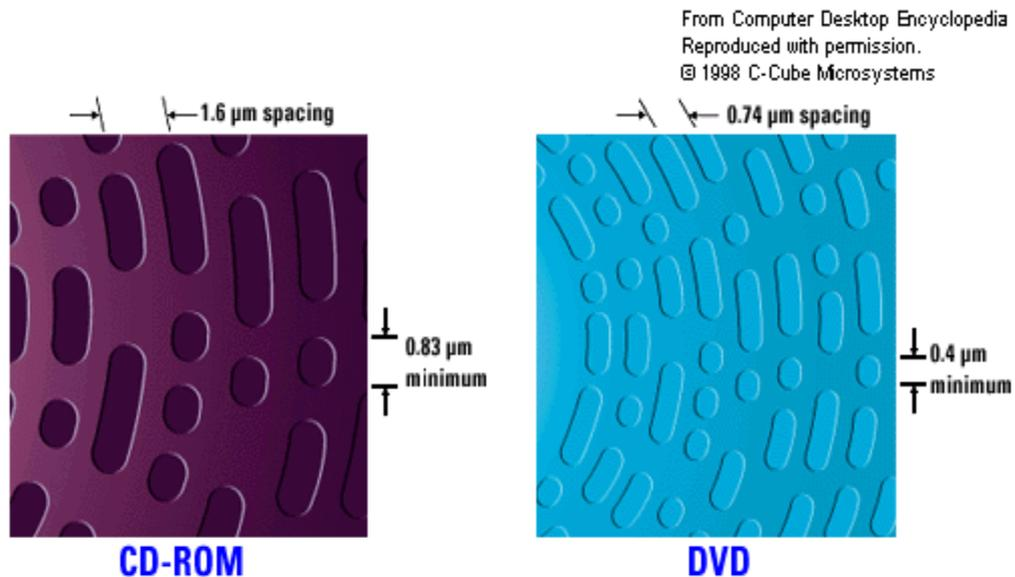 From Computer Desktop Encyclopedia
Reproduced with permission.
© 1998 C-Cube Microsystems
1.6 µm spacing
0.74 µm spacing
0.83 µm
minimum
0.4 µm
minimum
CD-ROM
DVD